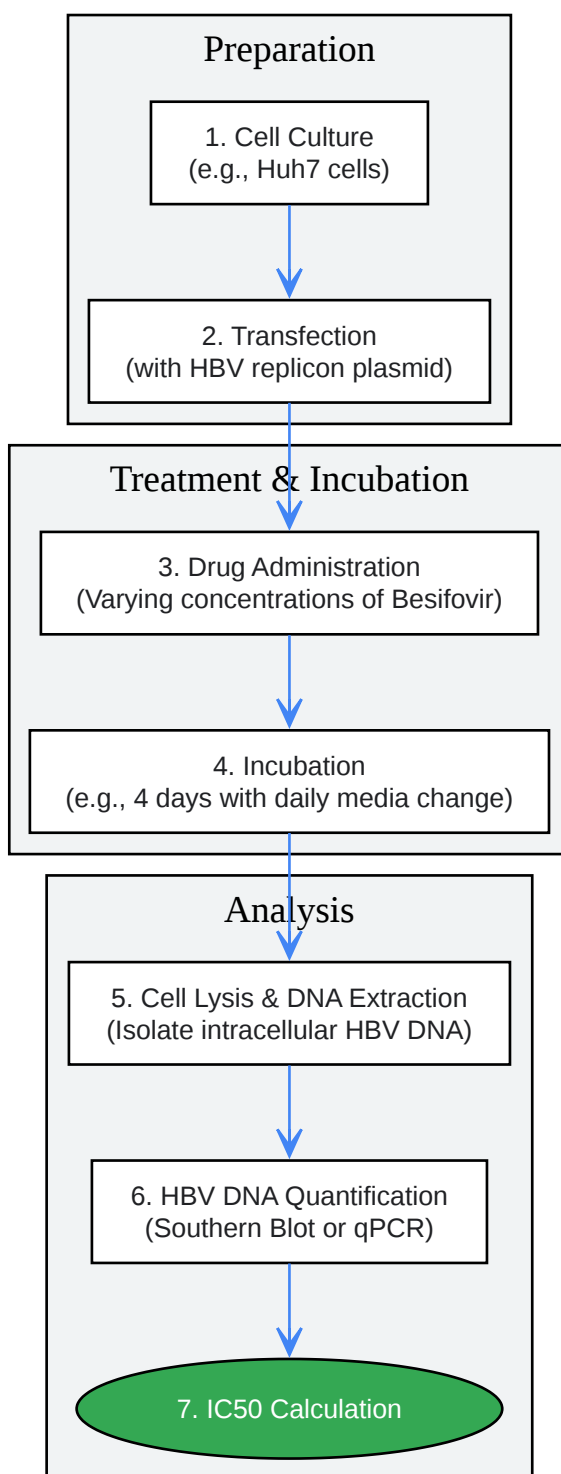 Preparation
1. Cell Culture
(e.g., Huh7 cells)
2. Transfection
(with HBV replicon plasmid)
Treatment & Incubation
3. Drug Administration
(Varying concentrations of Besifovir)
4. Incubation
(e.g., 4 days with daily media change)
Analysis
5. Cell Lysis & DNA Extraction
(Isolate intracellular HBV DNA)
6. HBV DNA Quantification
(Southern Blot or qPCR)
7. IC50 Calculation